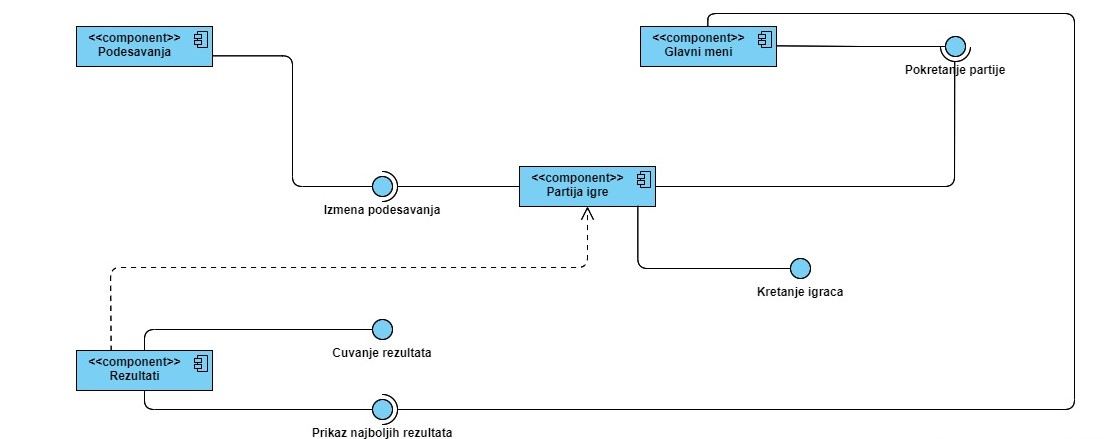 <<component>>
Podesavanja
<<component>>
Glavni meni
Pokretanje partije
<<component>>
Partija igre
Izmena podesavanja
Kretanje igraca
Cuvanje rezultata
<<component>>
Rezultati
Prikaz najboljih rezultata